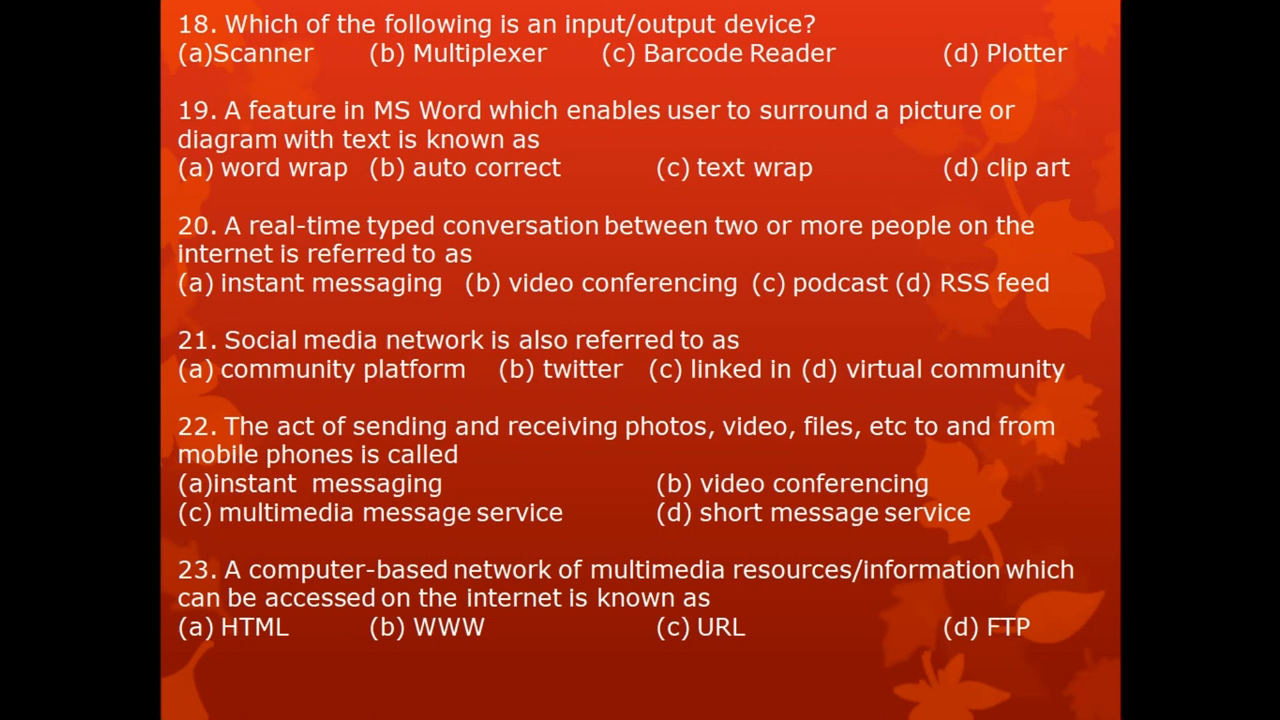 18. Which of the following is an input/output device?
(a)Scanner (b) Multiplexer (c) Barcode Reader (d) Plotter
19. A feature in MS Word which enables user to surround a picture or
diagram with text is known as
(a) word wrap (b) auto correct (c) text wrap (d) clip art
20. A real-time typed conversation between two or more people on the
internet is referred to as
(a) instant messaging (b) video conferencing (c) podcast (d) RSS feed
21. Social media network is also referred to as
(a) community platform (b) twitter (c) linked in (d) virtual community
22. The act of sending and receiving photos, video, files, etc to and from
mobile phones is called
(a)instant messaging (b) video conferencing
(c) multimedia message service (d) short message service
23. A computer-based network of multimedia resources/information which
can be accessed on the internet is known as
(a) HTML (b) WWW (c) URL (d) FTP